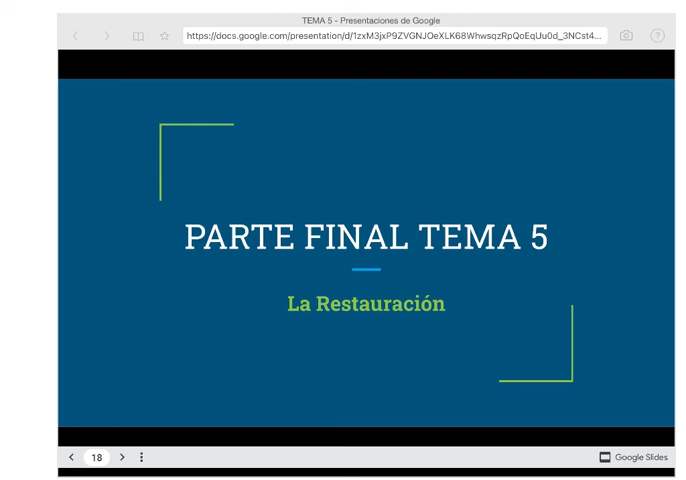 TEMA 5 - Presentaciones de Google
https://docs.google.com/presentation/d/1zxM3jxP9ZVGNJOeXLK68WhwsqzRpQoEqUu0d_3NCst4...
PARTE FINAL TEMA 5
La Restauración
18
Google Slides